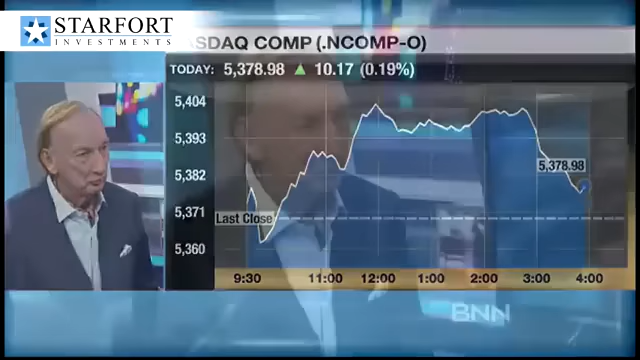 STARFORT
INVESTMENTS
ASDAQ COMP (.NCOMP-O)
TODAY: 5,378.98 ▲ 10.17 (0.19%)
5,404
5,393
5,382
5,371
5,360
5,378.98
Last Close
9:30 11:00 12:00 1:00 2:00 3:00 4:00
BNN